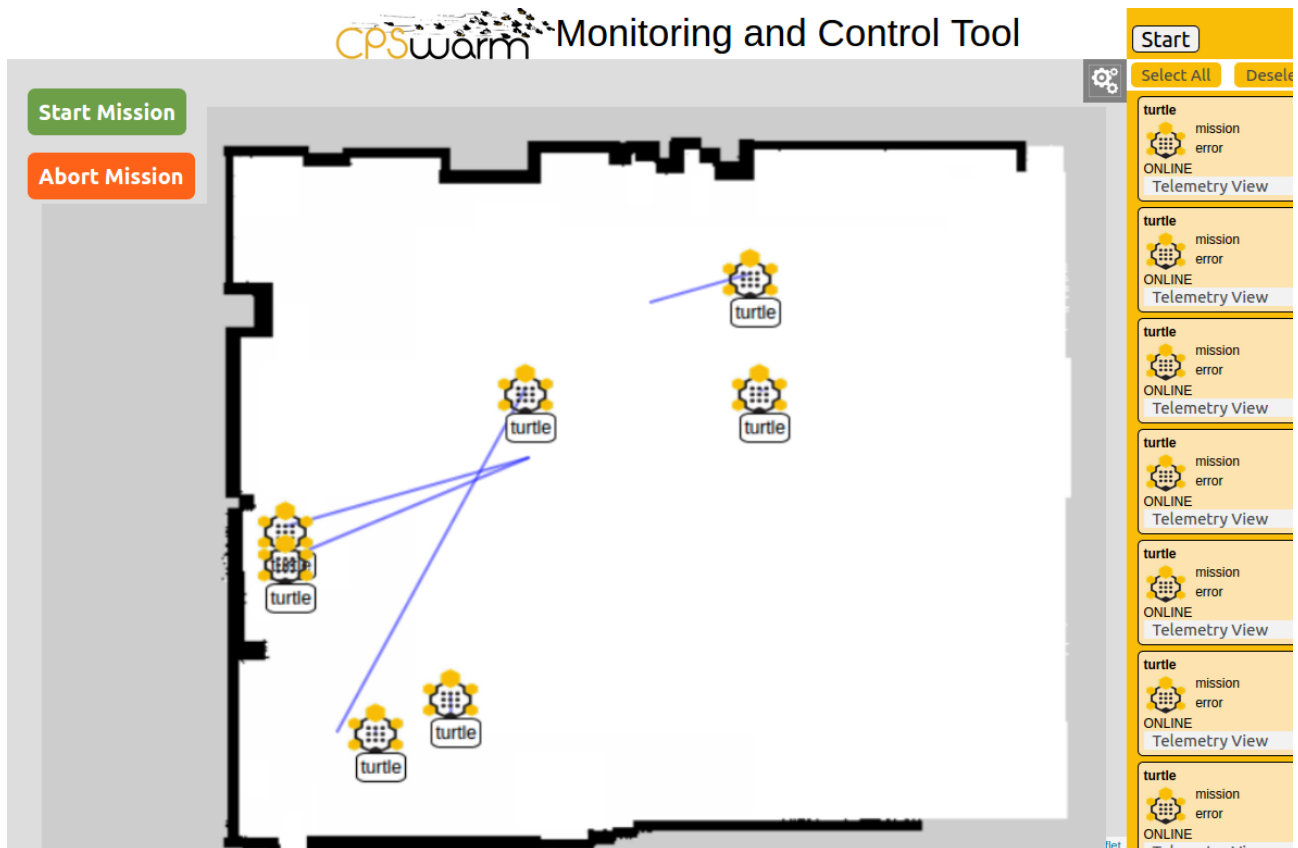 CPSwarm Monitoring and Control Tool
Start
Select All Desele
Start Mission
Abort Mission
turtle
turtle
turtle
turtle
turtle
turtle
turtle
turtle
mission
error
ONLINE
Telemetry View
turtle
mission
error
ONLINE
Telemetry View
turtle
mission
error
ONLINE
Telemetry View
turtle
mission
error
ONLINE
Telemetry View
turtle
mission
error
ONLINE
Telemetry View
turtle
mission
error
ONLINE
Telemetry View
turtle
mission
error
ONLINE
flet